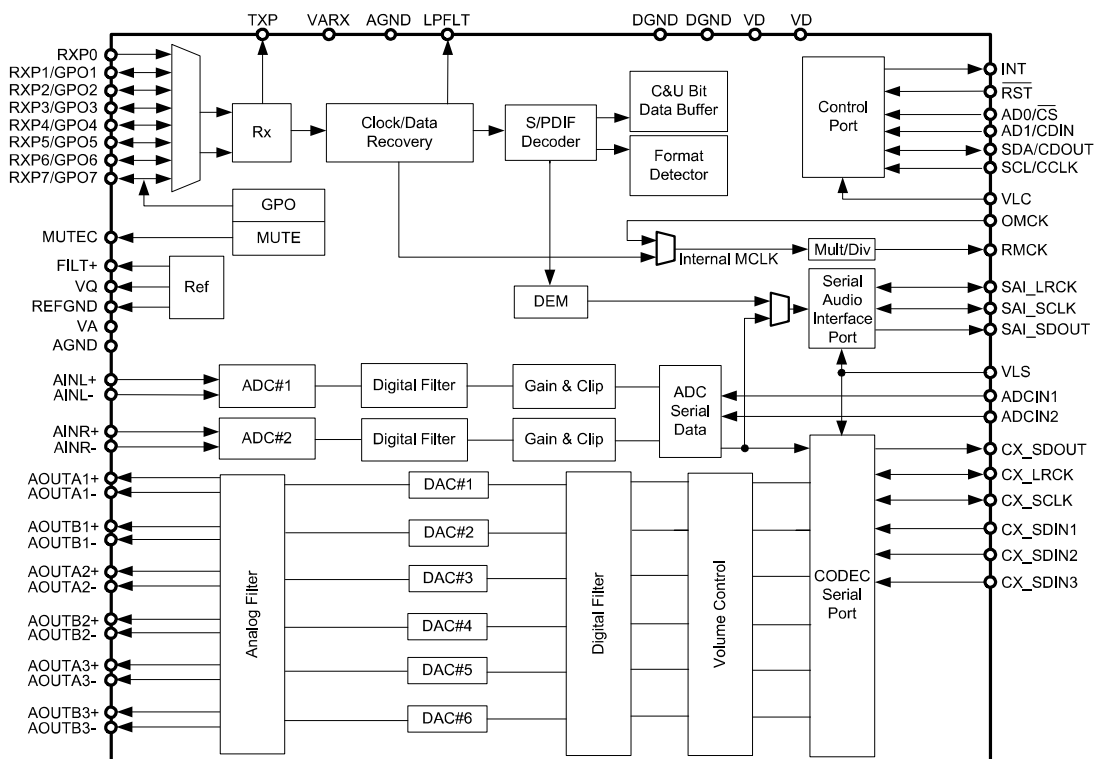 TXP VARX AGND LPFLT DGND DGND VD VD
RXP0
RXP1/GPO1
RXP2/GPO2
RXP3/GPO3
RXP4/GPO4
RXP5/GPO5
RXP6/GPO6
RXP7/GPO7
MUTEC
FILT+
VQ
REFGND
VA
AGND
AINL+
AINL-
AINR+
AINR-
AOUTA1+
AOUTA1-
AOUTB1+
AOUTB1-
AOUTA2+
AOUTA2-
AOUTB2+
AOUTB2-
AOUTA3+
AOUTA3-
AOUTB3+
AOUTB3-
Rx
Clock/Data
Recovery
S/PDIF
Decoder
C&U Bit
Data Buffer
Format
Detector
Control
Port
GPO
MUTE
Ref
Internal MCLK
Mult/Div
DEM
Serial
Audio
Interface
Port
ADC#1
Digital Filter
Gain & Clip
ADC
Serial
Data
ADC#2
Digital Filter
Gain & Clip
Analog Filter
DAC#1
DAC#2
DAC#3
DAC#4
DAC#5
DAC#6
Digital Filter
Volume Control
CODEC
Serial
Port
INT
RST
AD0/CS
AD1/CDIN
SDA/CDOUT
SCL/CCLK
VLC
OMCK
RMCK
SAI_LRCK
SAI_SCLK
SAI_SDOUT
VLS
ADCIN1
ADCIN2
CX_SDOUT
CX_LRCK
CX_SCLK
CX_SDIN1
CX_SDIN2
CX_SDIN3